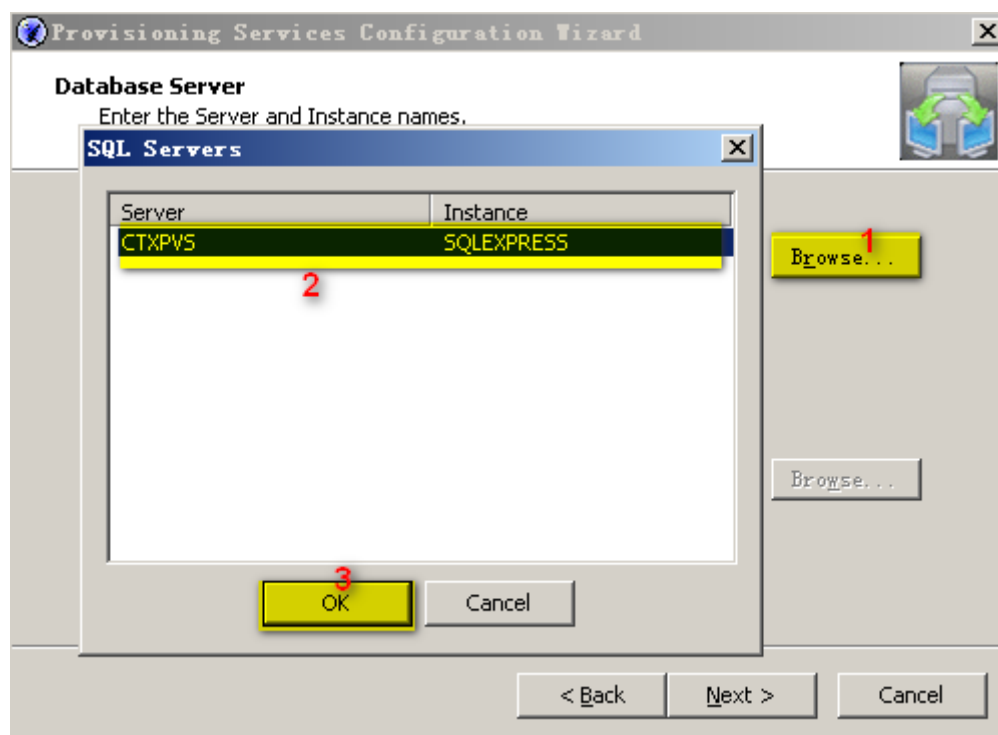 Provisioning Services Configuration Wizard
Database Server
Enter the Server and Instance names.
SQL Servers
Server Instance
CTXPVS SQLEXPRESS
1
Browse...
2
Browse...
3
OK Cancel
< Back Next > Cancel